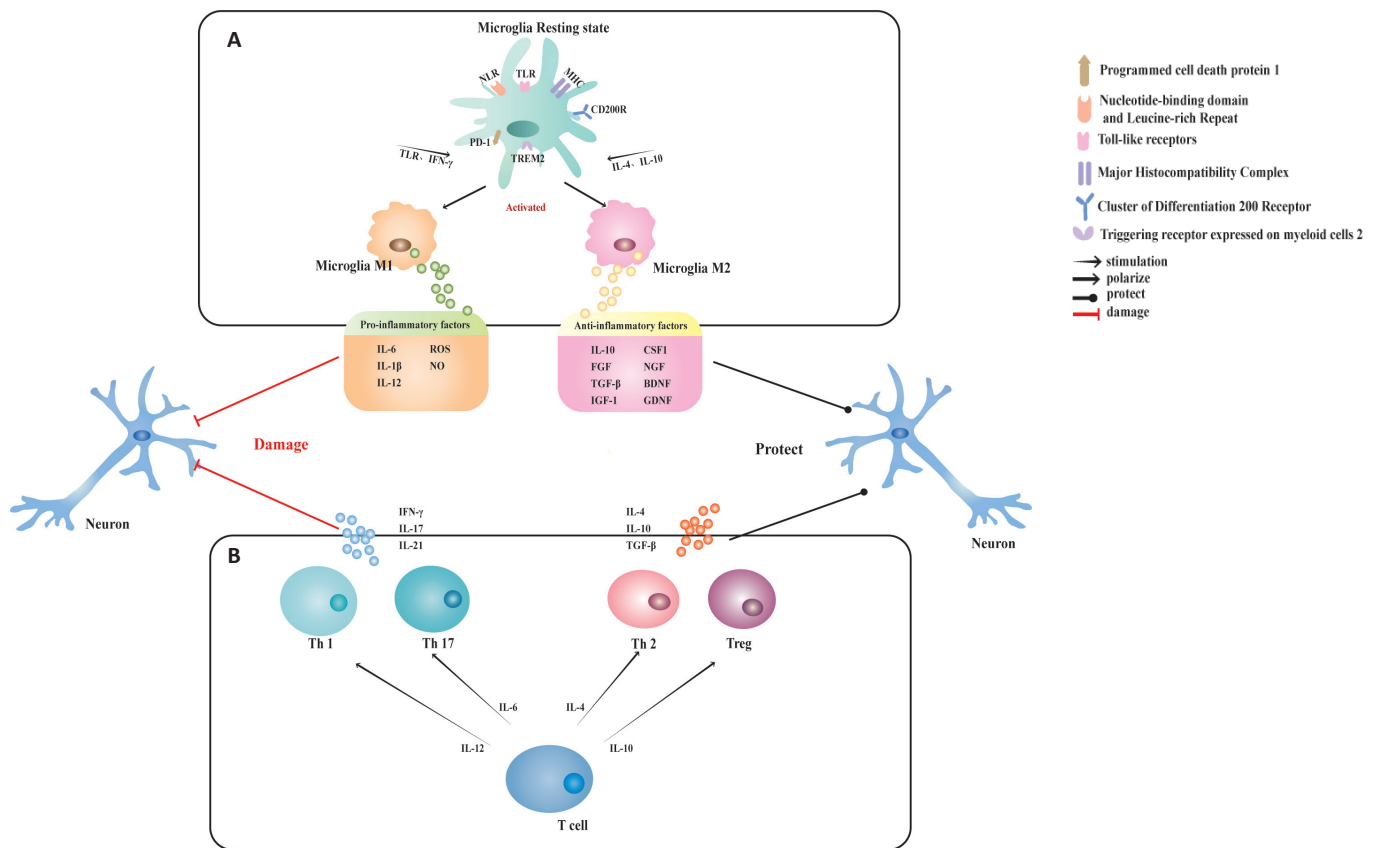 A
Microglia Resting state
NLR
TLR
MHC
CD200R
PD-1
TREM2
TLR、IFN-γ
IL-4、IL-10
Activated
Microglia M1
Microglia M2
Pro-inflammatory factors
IL-6 ROS
IL-1β NO
IL-12
Anti-inflammatory factors
IL-10 CSF1
FGF NGF
TGF-β BDNF
IGF-1 GDNF
Damage
Protect
Neuron
Neuron
IFN-γ
IL-17
IL-21
IL-4
IL-10
TGF-β
B
Th 1
Th 17
Th 2
Treg
IL-6
IL-4
IL-12
IL-10
T cell
Programmed cell death protein 1
Nucleotide-binding domain
and Leucine-rich Repeat
Toll-like receptors
Major Histocompatibility Complex
Cluster of Differentiation 200 Receptor
Triggering receptor expressed on myeloid cells 2
stimulation
polarize
protect
damage